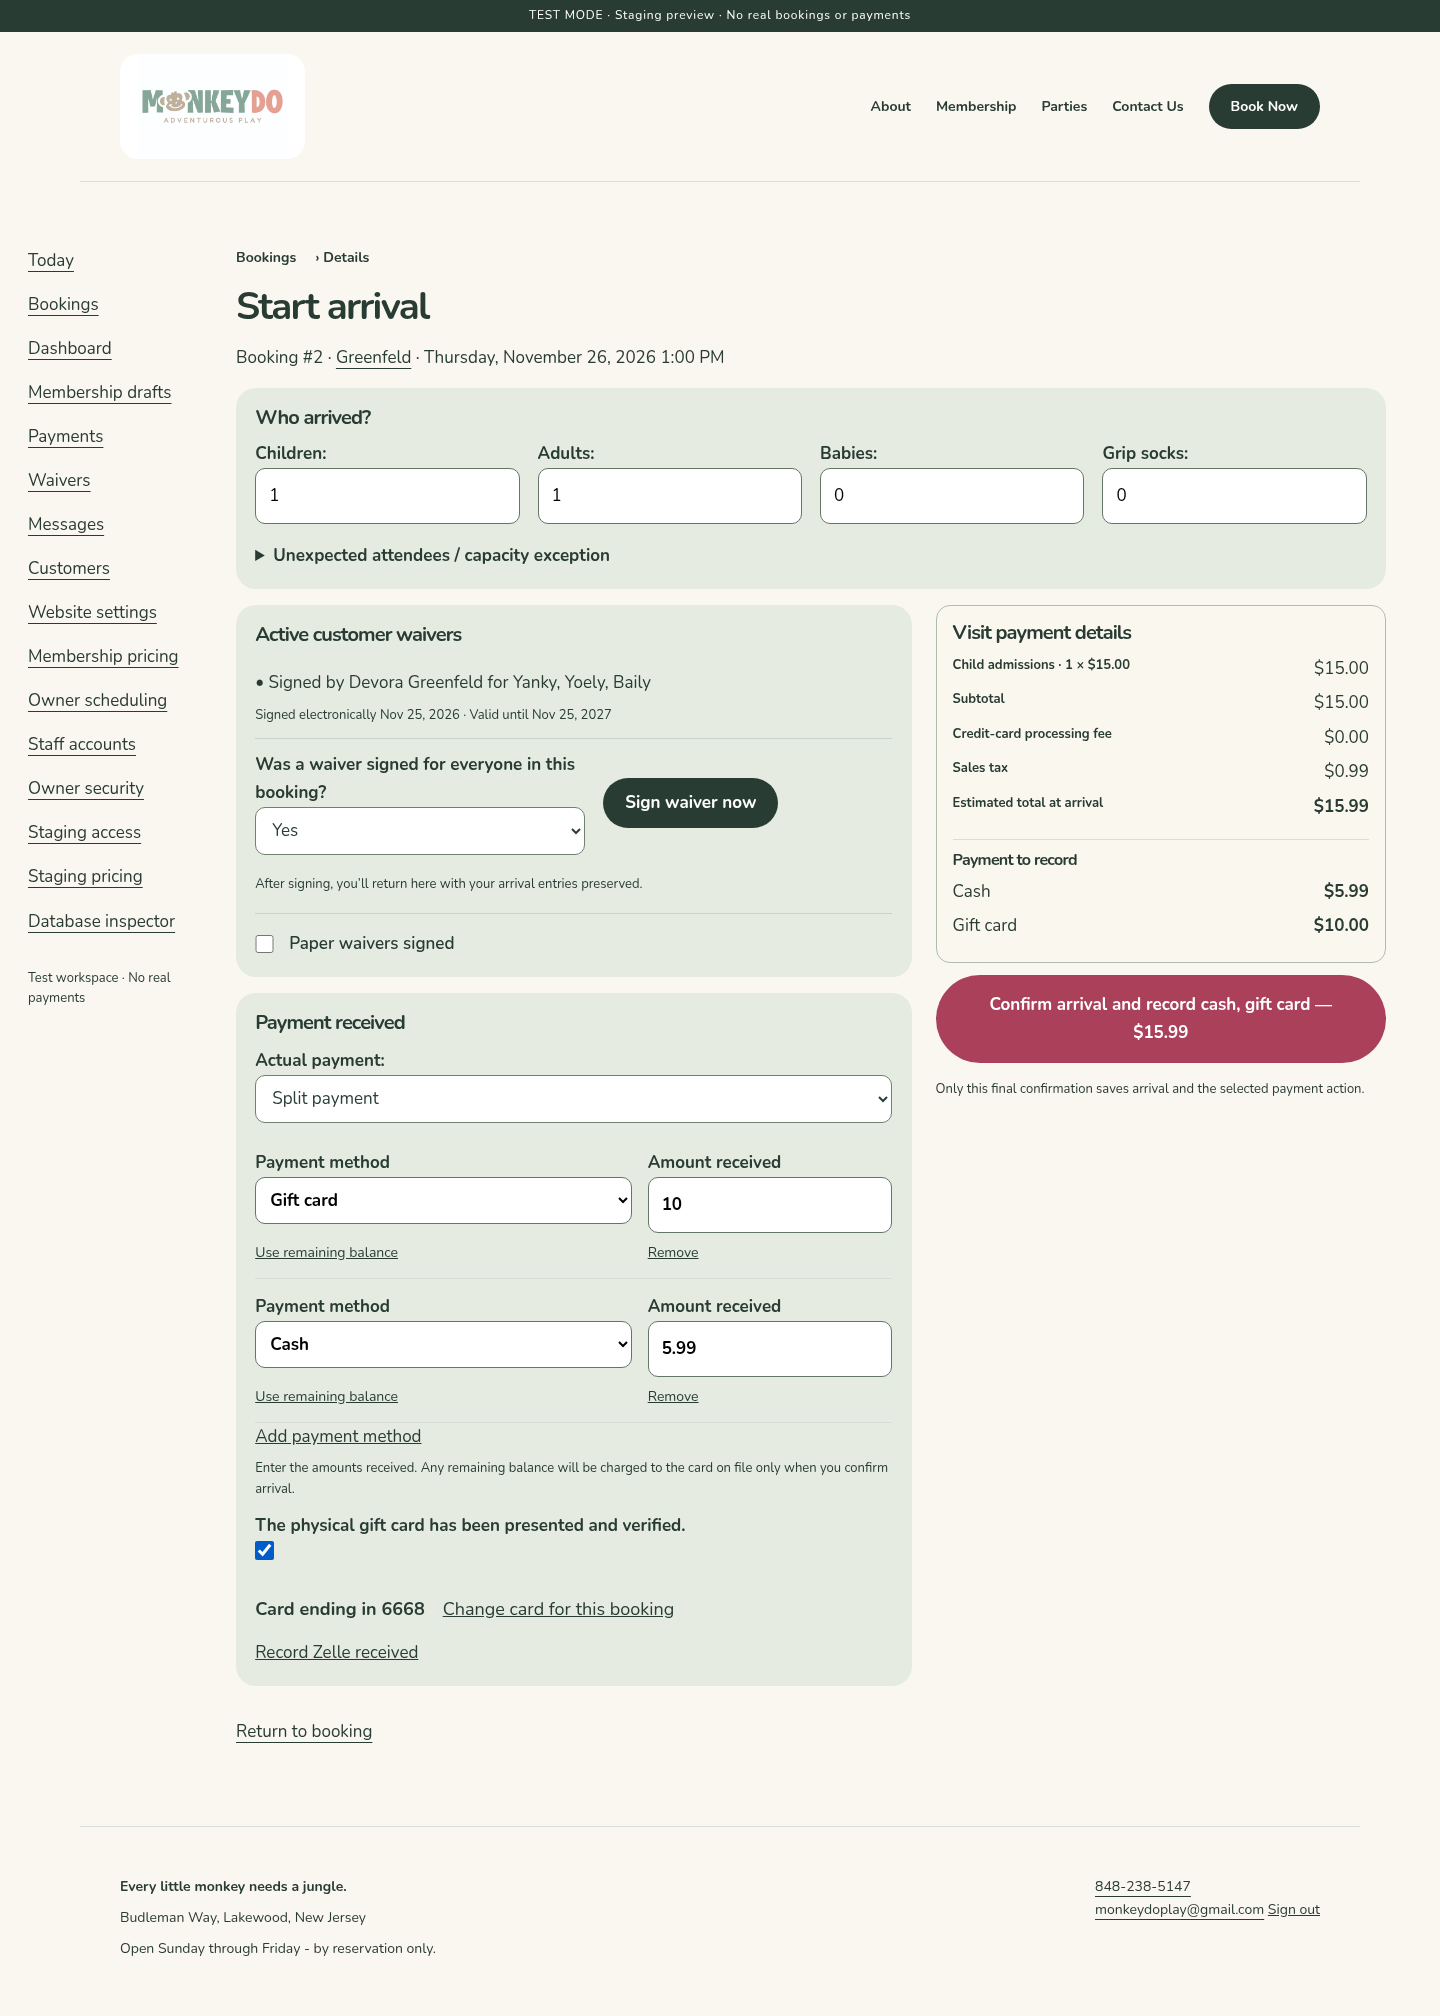 TEST MODE · Staging preview · No real bookings or payments
MONKEYDO
ADVENTUROUS PLAY
About Membership Parties Contact Us Book Now
Today
Bookings
Dashboard
Membership drafts
Payments
Waivers
Messages
Customers
Website settings
Membership pricing
Owner scheduling
Staff accounts
Owner security
Staging access
Staging pricing
Database inspector
Test workspace · No real
payments
Bookings › Details
Start arrival
Booking #2 · Greenfeld · Thursday, November 26, 2026 1:00 PM
Who arrived?
Children: Adults: Babies: Grip socks:
1 1 0 0
▶ Unexpected attendees / capacity exception
Active customer waivers
• Signed by Devora Greenfeld for Yanky, Yoely, Baily
Signed electronically Nov 25, 2026 · Valid until Nov 25, 2027
Was a waiver signed for everyone in this
booking?
Yes
Sign waiver now
After signing, you’ll return here with your arrival entries preserved.
Paper waivers signed
Payment received
Actual payment:
Split payment
Payment method Amount received
Gift card 10
Use remaining balance Remove
Payment method Amount received
Cash 5.99
Use remaining balance Remove
Add payment method
Enter the amounts received. Any remaining balance will be charged to the card on file only when you confirm
arrival.
The physical gift card has been presented and verified.
Card ending in 6668 Change card for this booking
Record Zelle received
Visit payment details
Child admissions · 1 × $15.00 $15.00
Subtotal $15.00
Credit-card processing fee $0.00
Sales tax $0.99
Estimated total at arrival $15.99
Payment to record
Cash $5.99
Gift card $10.00
Confirm arrival and record cash, gift card —
$15.99
Only this final confirmation saves arrival and the selected payment action.
Return to booking
Every little monkey needs a jungle.
Budleman Way, Lakewood, New Jersey
Open Sunday through Friday - by reservation only.
848-238-5147
monkeydoplay@gmail.com Sign out